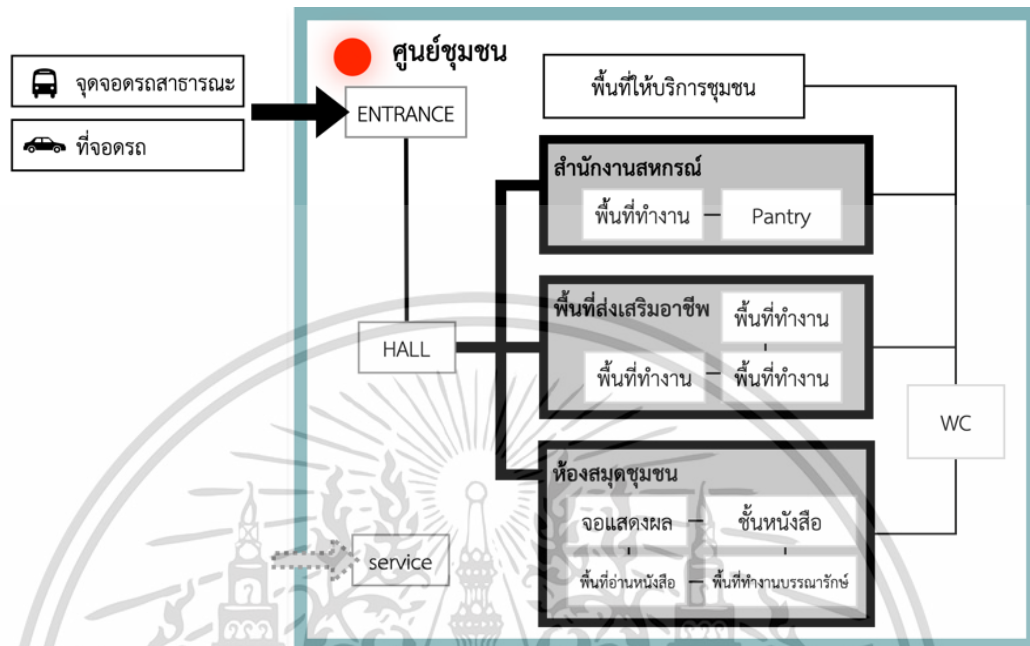 ศูนย์ชุมชน
จุดจอดรถสาธารณะ
ที่จอดรถ
ENTRANCE
พื้นที่ให้บริการชุมชน
สำนักงานสหกรณ์
พื้นที่ทำงาน
Pantry
พื้นที่ส่งเสริมอาชีพ
พื้นที่ทำงาน
พื้นที่ทำงาน
พื้นที่ทำงาน
HALL
WC
ห้องสมุดชุมชน
จอแสดงผล
ชั้นหนังสือ
พื้นที่อ่านหนังสือ
พื้นที่ทำงานบรรณารักษ์
service